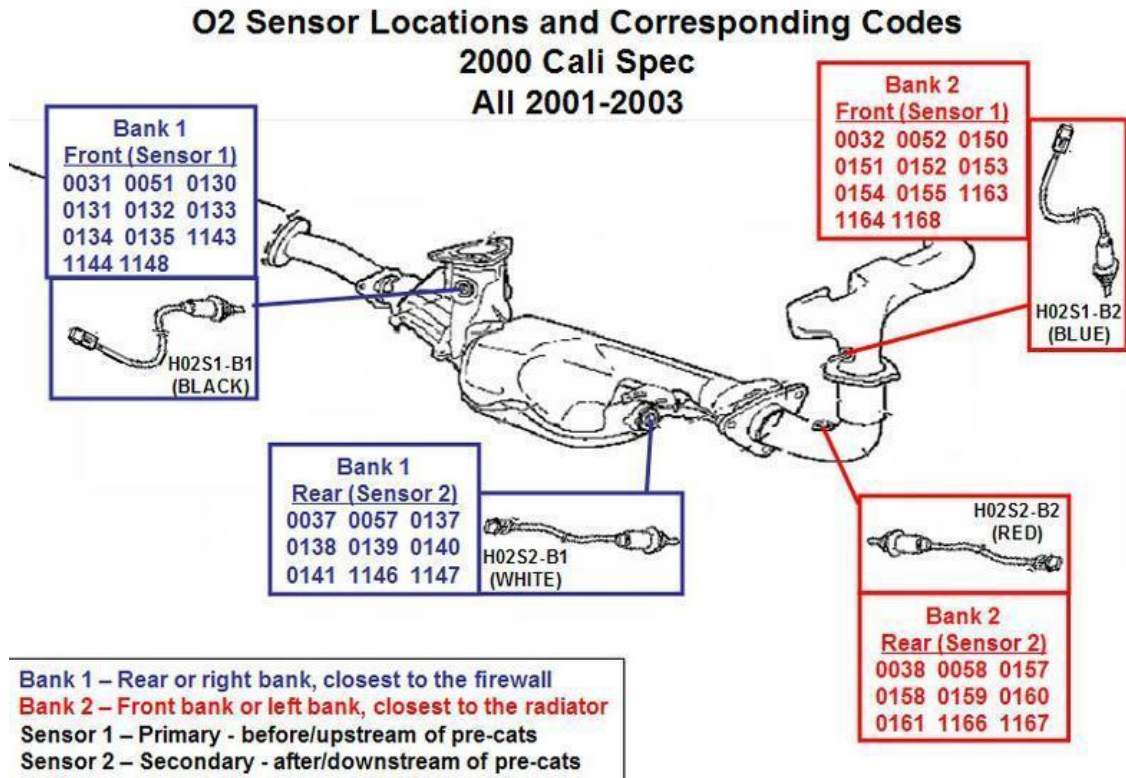 O2 Sensor Locations and Corresponding Codes
2000 Cali Spec
All 2001-2003
Bank 1
Front (Sensor 1)
0031 0051 0130
0131 0132 0133
0134 0135 1143
1144 1148
H02S1-B1
(BLACK)
Bank 2
Front (Sensor 1)
0032 0052 0150
0151 0152 0153
0154 0155 1163
1164 1168
H02S1-B2
(BLUE)
Bank 1
Rear (Sensor 2)
0037 0057 0137
0138 0139 0140
0141 1146 1147
H02S2-B1
(WHITE)
H02S2-B2
(RED)
Bank 2
Rear (Sensor 2)
0038 0058 0157
0158 0159 0160
0161 1166 1167
Bank 1 – Rear or right bank, closest to the firewall
Bank 2 – Front bank or left bank, closest to the radiator
Sensor 1 – Primary - before/upstream of pre-cats
Sensor 2 – Secondary - after/downstream of pre-cats